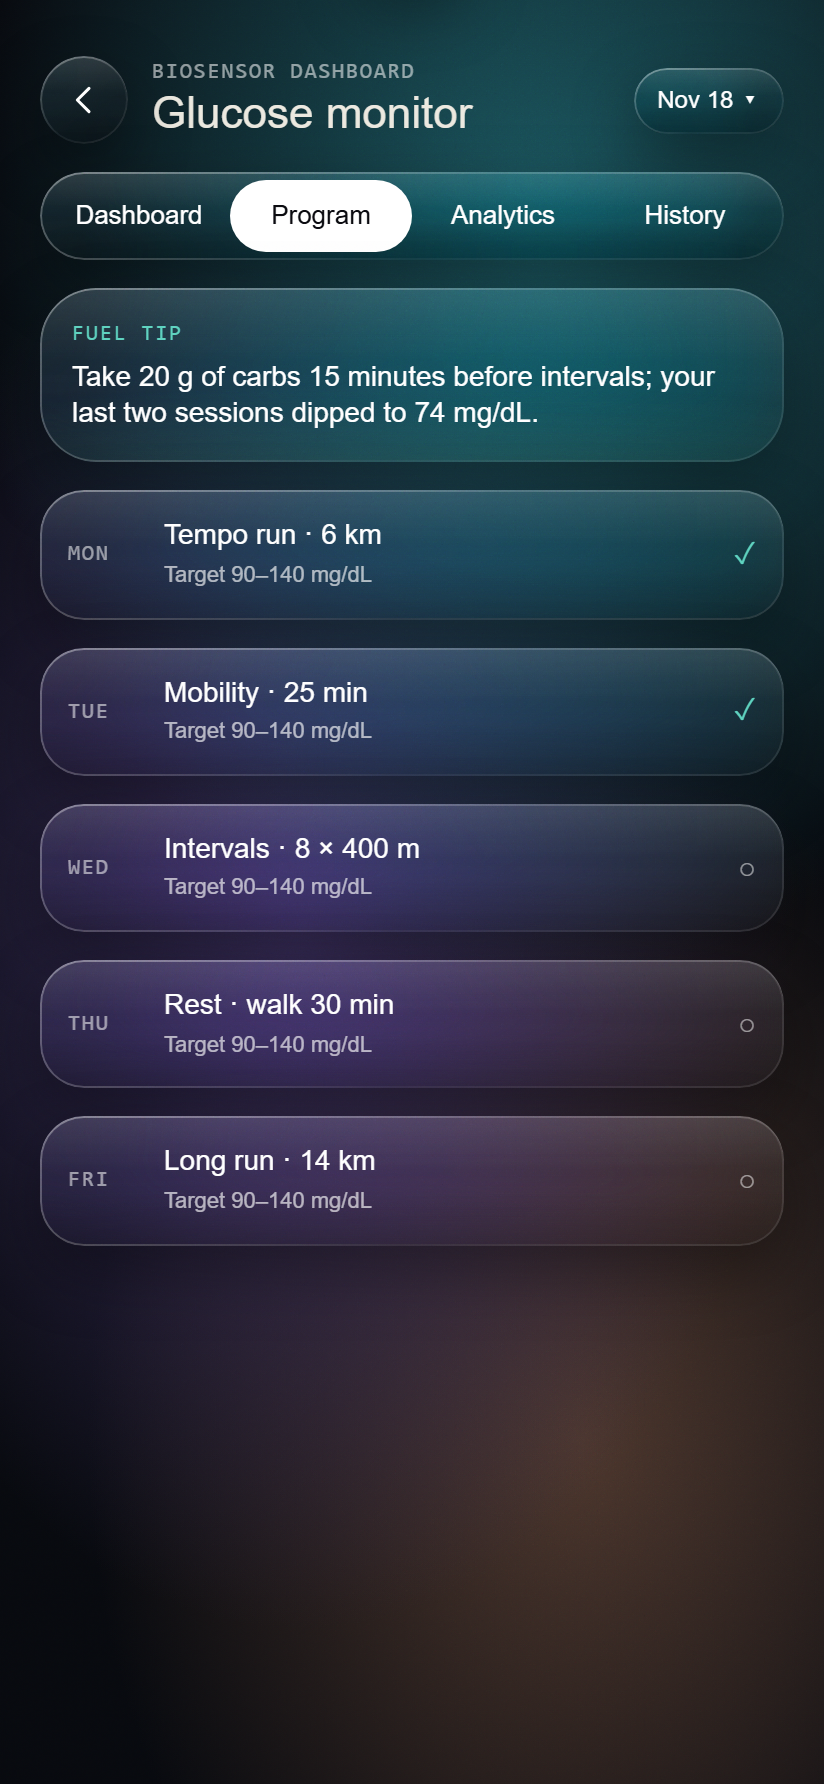 BIOSENSOR DASHBOARD
Glucose monitor
Nov 18 ▼
Dashboard Program Analytics History
FUEL TIP
Take 20 g of carbs 15 minutes before intervals; your
last two sessions dipped to 74 mg/dL.
MON
Tempo run · 6 km
Target 90–140 mg/dL
✓
TUE
Mobility · 25 min
Target 90–140 mg/dL
✓
WED
Intervals · 8 × 400 m
Target 90–140 mg/dL
○
THU
Rest · walk 30 min
Target 90–140 mg/dL
○
FRI
Long run · 14 km
Target 90–140 mg/dL
○